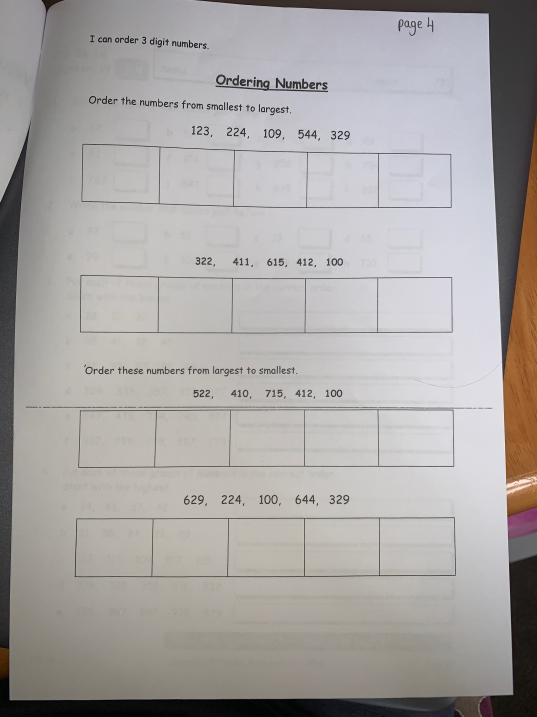 page 4
I can order 3 digit numbers.
Ordering Numbers
Order the numbers from smallest to largest.
123, 224, 109, 544, 329
322, 411, 615, 412, 100
Order these numbers from largest to smallest.
522, 410, 715, 412, 100
629, 224, 100, 644, 329